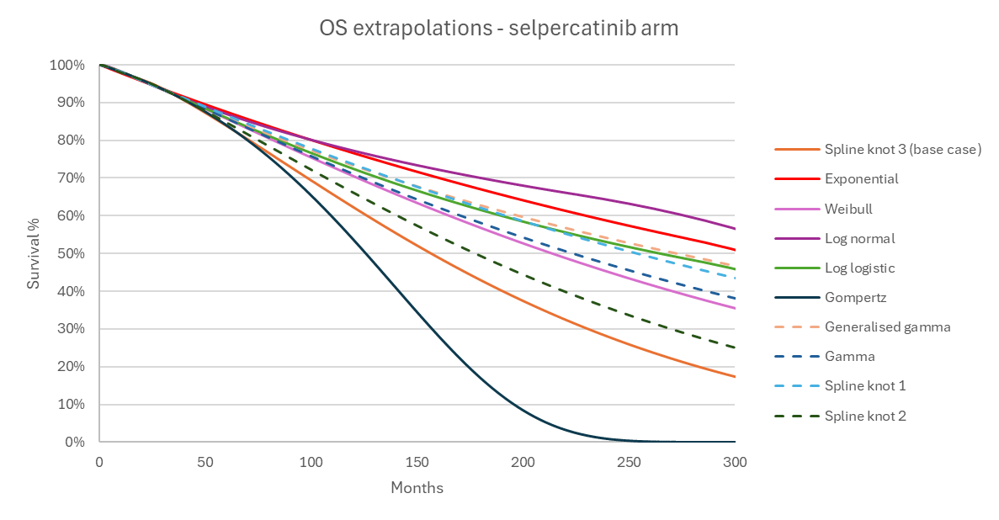 OS extrapolations - selpercatinib arm
100%
90%
80%
70%
60%
50%
40%
30%
20%
10%
0%
Survival %
0 50 100 150 200 250 300
Months
Spline knot 3 (base case)
Exponential
Weibull
Log normal
Log logistic
Gompertz
Generalised gamma
Gamma
Spline knot 1
Spline knot 2